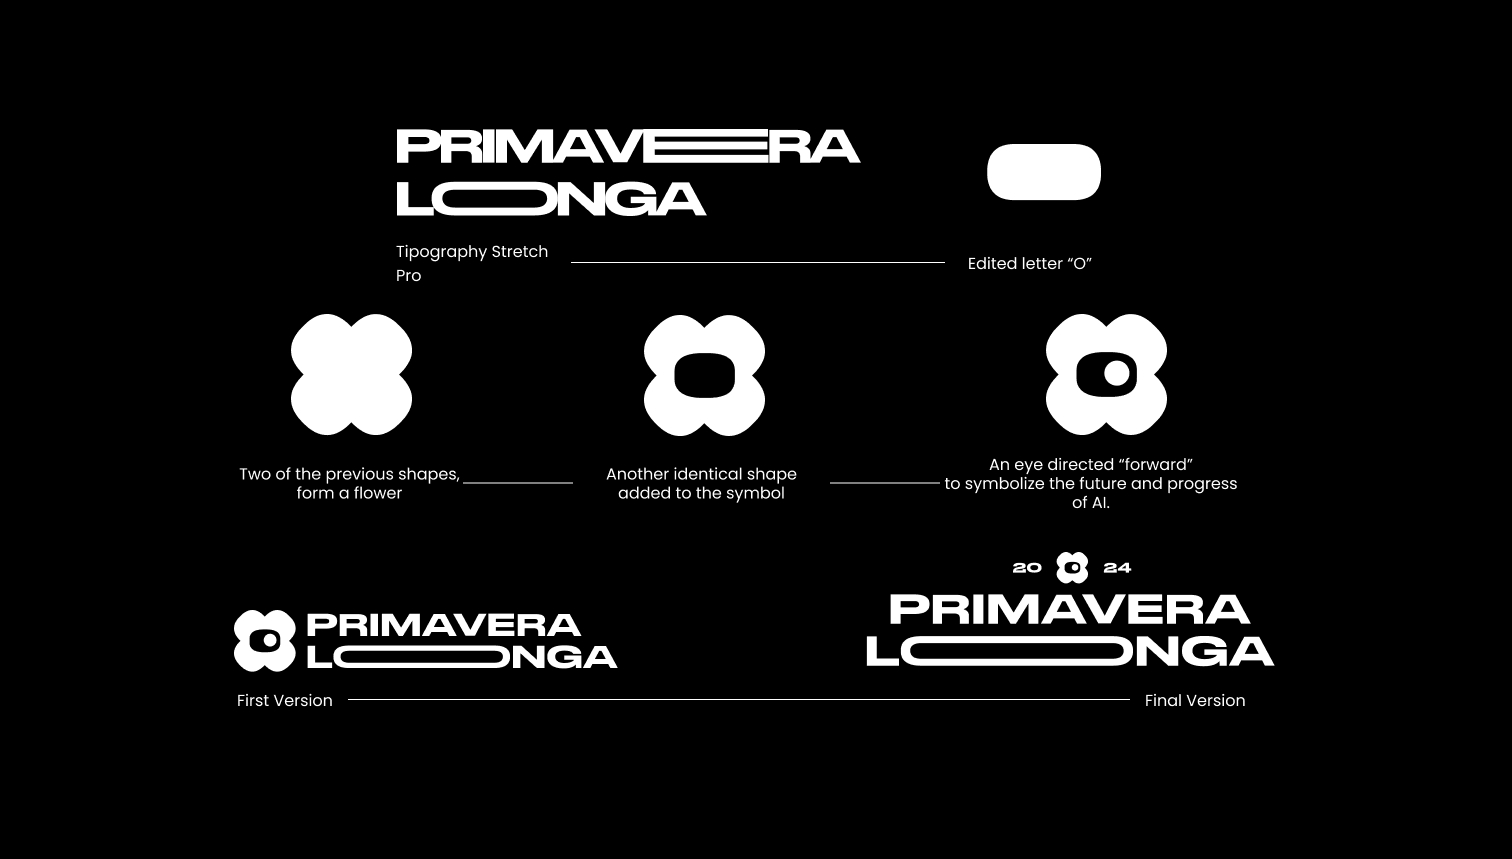 PRIMAVERA
LONGA
Tipography Stretch
Pro
Edited letter “O”
Two of the previous shapes,
form a flower
Another identical shape
added to the symbol
An eye directed “forward”
to symbolize the future and progress
of AI.
PRIMAVERA
LONGA
First Version
20 24
PRIMAVERA
LONGA
Final Version